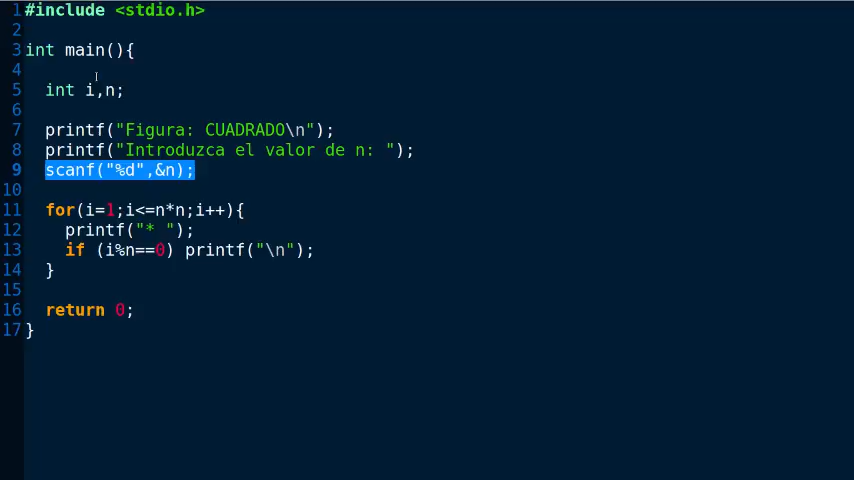 1 #include <stdio.h>
2
3 int main(){
4
5   int i,n;
6
7   printf("Figura: CUADRADO\n");
8   printf("Introduzca el valor de n: ");
9   scanf("%d",&n);
10
11   for(i=1;i<=n*n;i++){
12     printf("* ");
13     if (i%n==0) printf("\n");
14   }
15
16   return 0;
17 }